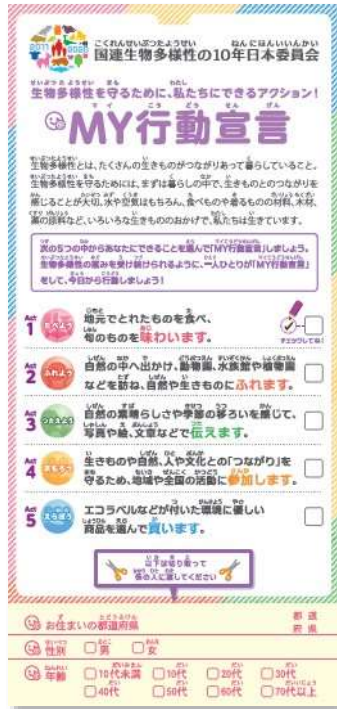 2011 2020
国連生物多様性の10年日本委員会
生物多様性を守るために、私たちにできるアクション!
MY行動宣言
生物多様性とは、たくさんの生きものがつながりあって暮らしていること。
生物多様性を守るためには、まずは暮らしの中で、生きものとのつながりを
感じることが大切。水や空気はもちろん、食べものや着るものの材料、木材、
薬の原料など、いろいろな生きもののおかげで、私たちは生きています。
次の5つの中からあなたにできることを選んで「MY行動宣言」しましょう。
生物多様性の恵みを受け続けられるように、一人ひとりが「MY行動宣言」
をして、今日から行動しましょう!
Act 1 たべよう 地元でとれたものを食べ、
旬のものを味わいます。
チェックしてね!
Act 2 ふれよう 自然の中へ出かけ、動物園、水族館や植物園
などを訪ね、自然や生きものにふれます。
Act 3 つたえよう 自然の素晴らしさや季節の移ろいを感じて、
写真や絵、文章などで伝えます。
Act 4 まもろう 生きものや自然、人や文化との「つながり」を
守るため、地域や全国の活動に参加します。
Act 5 えらぼう エコラベルなどが付いた環境に優しい
商品を選んで買います。
以下は切り取って
係の人に渡してください
お住まいの都道府県 都 道
府 県
性別 男 女
年齢 10代未満 10代 20代 30代
40代 50代 60代 70代以上